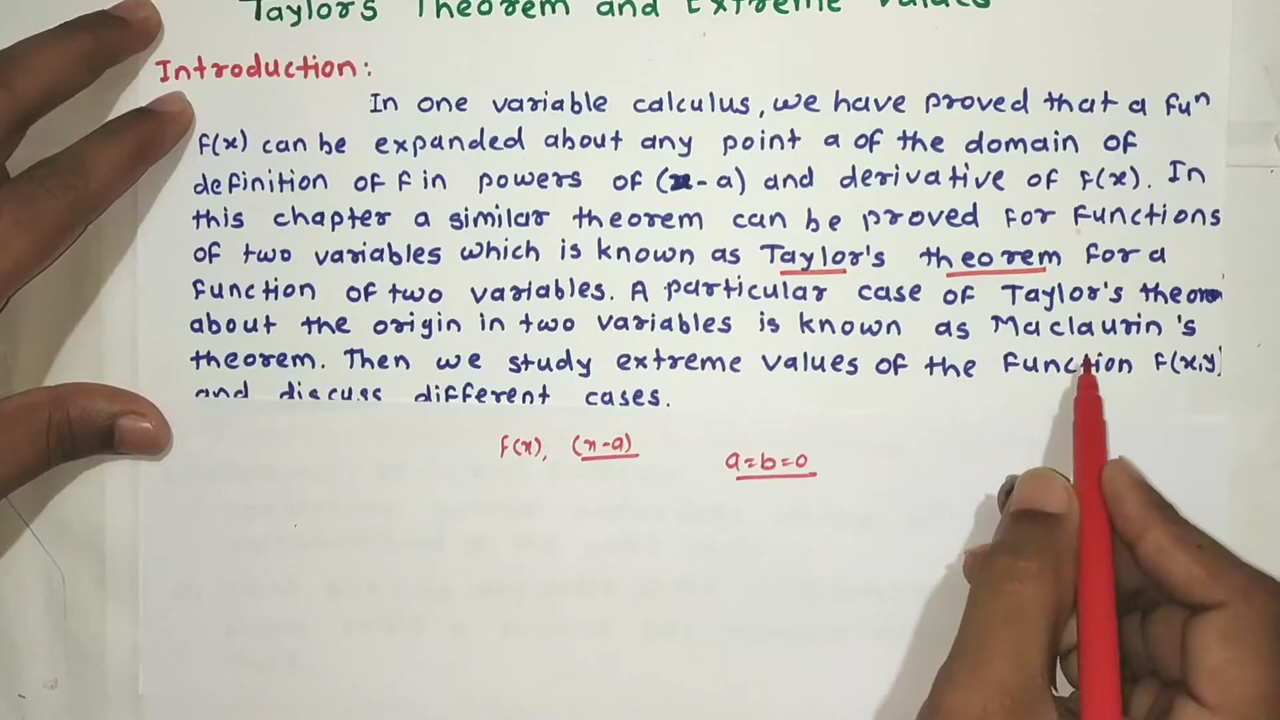 Taylors Theorem and Extreme Values
Introduction:
In one variable calculus, we have proved that a Fuⁿ
f(x) can be expanded about any point a of the domain of
definition of f in powers of (x-a) and derivative of f(x). In
this chapter a similar theorem can be proved for functions
of two variables which is known as Taylor's theorem for a
function of two variables. A particular case of Taylor's theorem
about the origin in two variables is known as Maclaurin's
theorem. Then we study extreme values of the function f(x,y)
and discuss different cases.
f(x), (x-a)
a=b=0